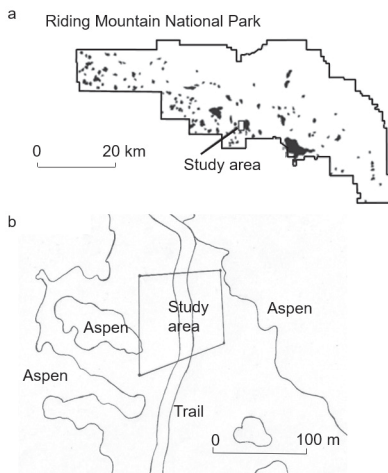 a
Riding Mountain National Park
0 20 km
Study area
b
Study
area
Aspen
Aspen
Aspen
Trail
0 100 m